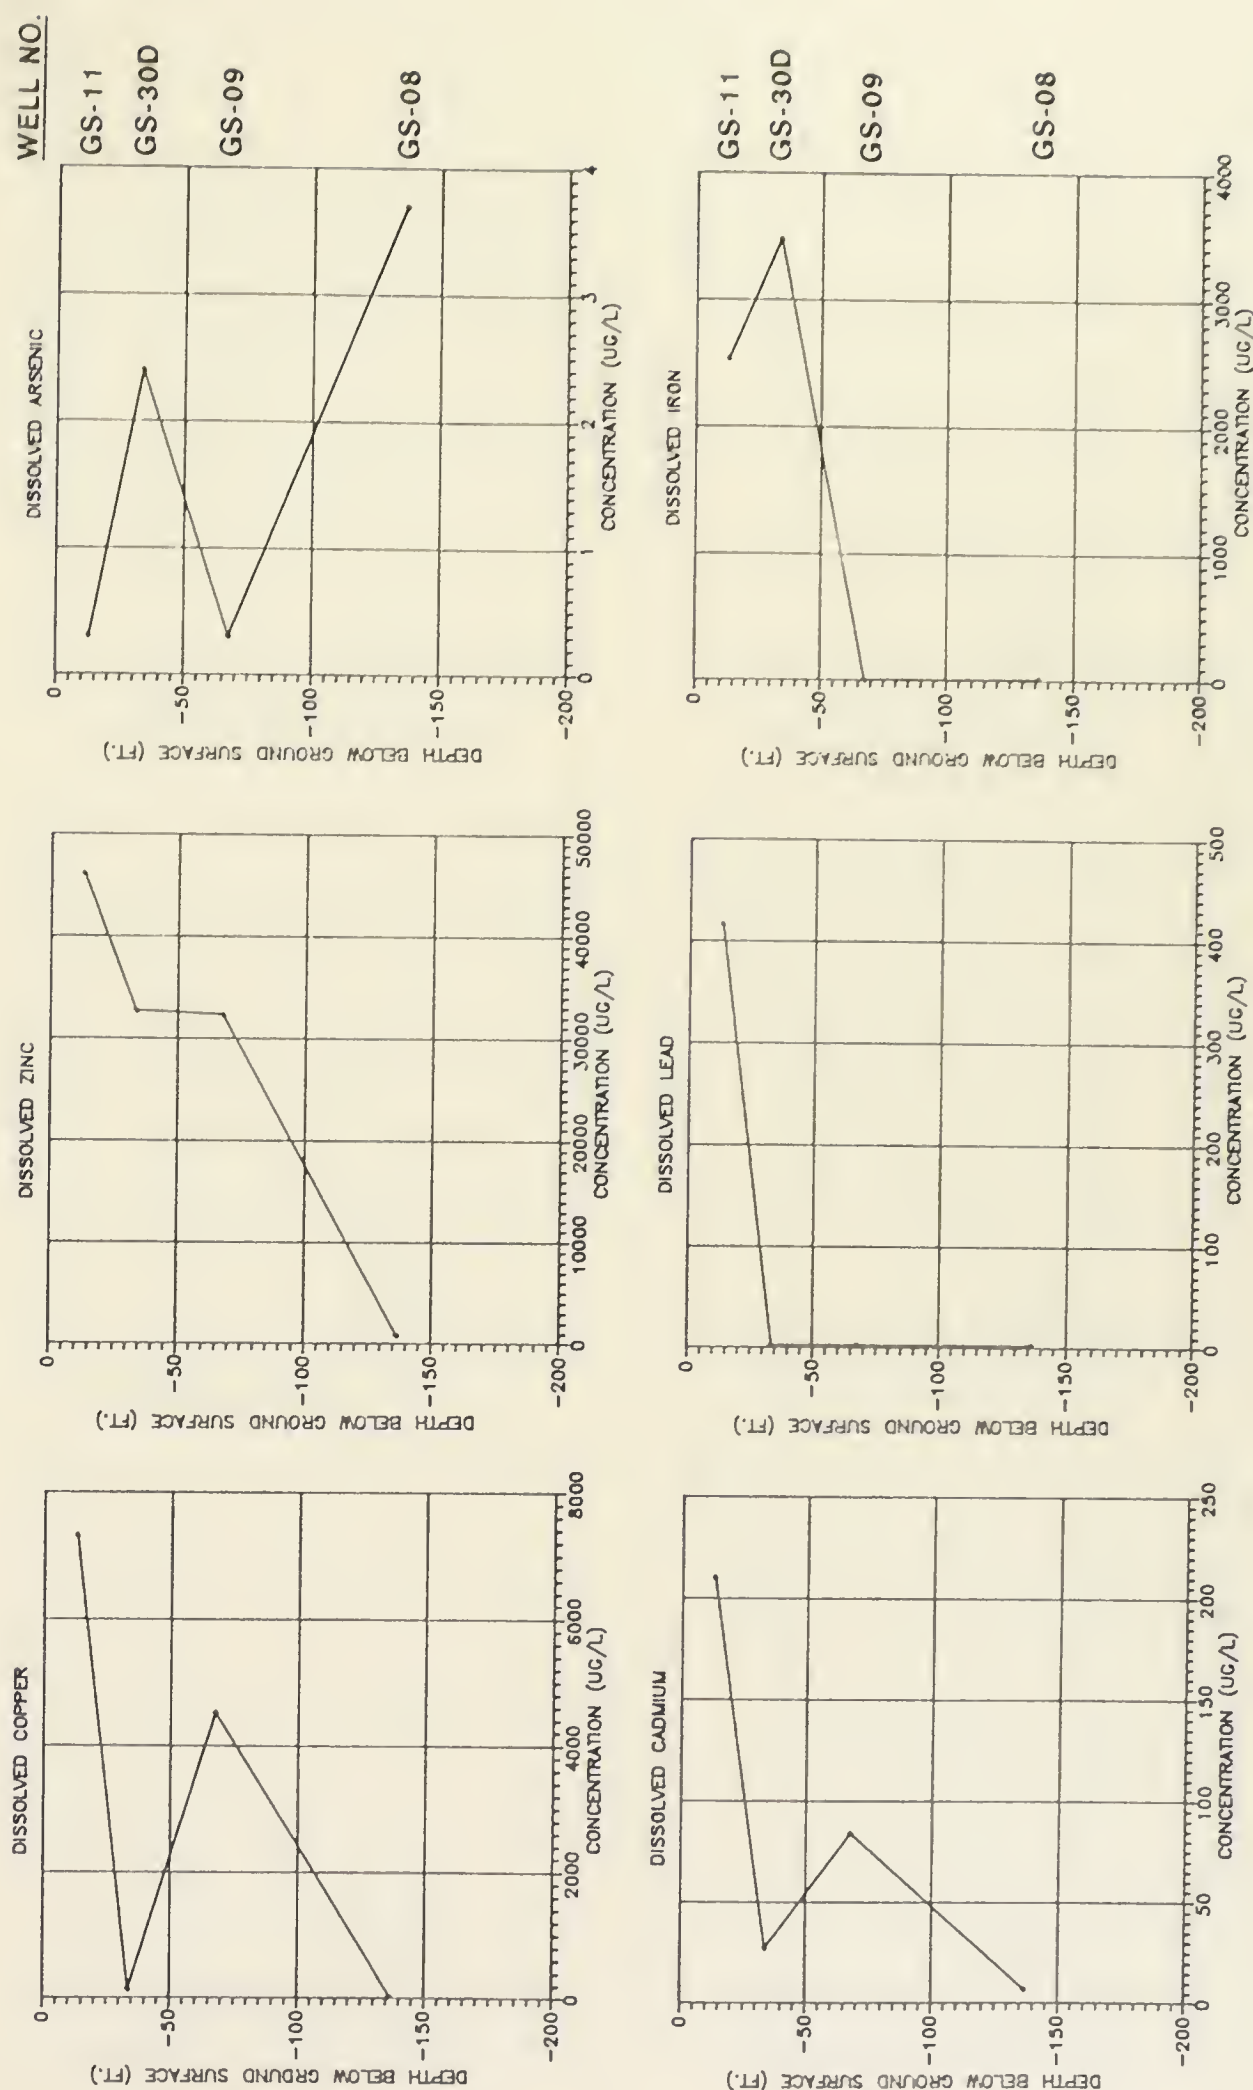 WELL NO.
DISSOLVED COPPER
DEPTH BELOW GROUND SURFACE (FT.)
0
-50
-100
-150
-200
0 2000 4000 6000 8000
CONCENTRATION (UG/L)
DISSOLVED ZINC
DEPTH BELOW GROUND SURFACE (FT.)
0
-50
-100
-150
-200
0 10000 20000 30000 40000 50000
CONCENTRATION (UG/L)
DISSOLVED ARSENIC
DEPTH BELOW GROUND SURFACE (FT.)
0
-50
-100
-150
-200
0 1 2 3 4
CONCENTRATION (UG/L)
GS-11
GS-30D
GS-09
GS-08
DISSOLVED CADMIUM
DEPTH BELOW GROUND SURFACE (FT.)
0
-50
-100
-150
-200
0 50 100 150 200 250
CONCENTRATION (UG/L)
DISSOLVED LEAD
DEPTH BELOW GROUND SURFACE (FT.)
0
-50
-100
-150
-200
0 100 200 300 400 500
CONCENTRATION (UG/L)
DISSOLVED IRON
DEPTH BELOW GROUND SURFACE (FT.)
0
-50
-100
-150
-200
0 1000 2000 3000 4000
CONCENTRATION (UG/L)
GS-11
GS-30D
GS-09
GS-08